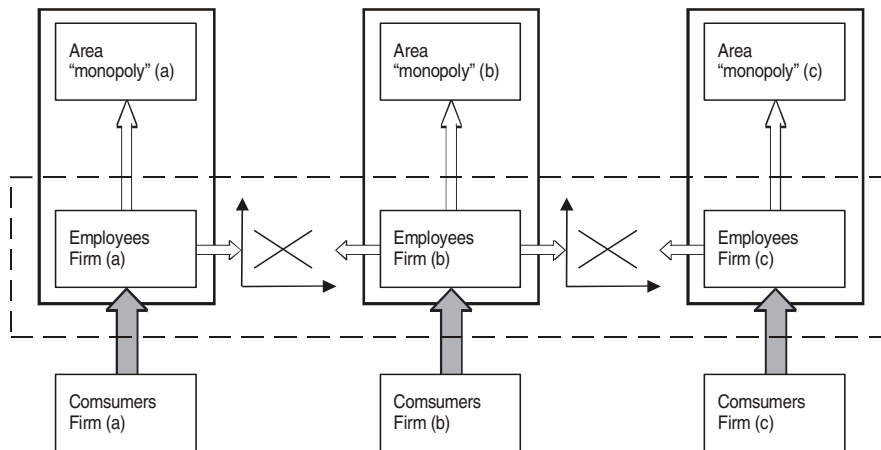 Area
“monopoly” (a)
Area
“monopoly” (b)
Area
“monopoly” (c)
Employees
Firm (a)
Employees
Firm (b)
Employees
Firm (c)
Comsumers
Firm (a)
Comsumers
Firm (b)
Comsumers
Firm (c)